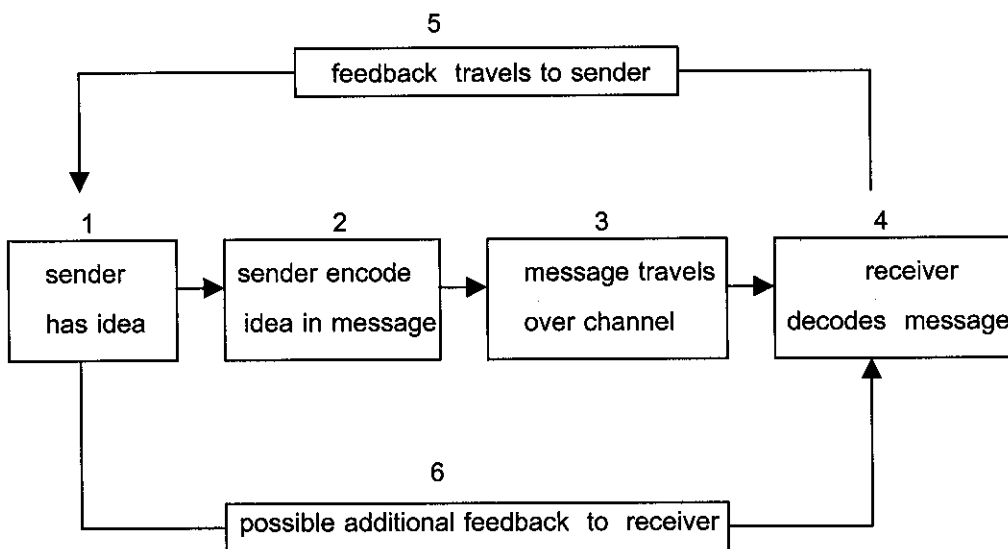 5
feedback travels to sender
1
sender
has idea
2
sender encode
idea in message
3
message travels
over channel
4
receiver
decodes message
6
possible additional feedback to receiver